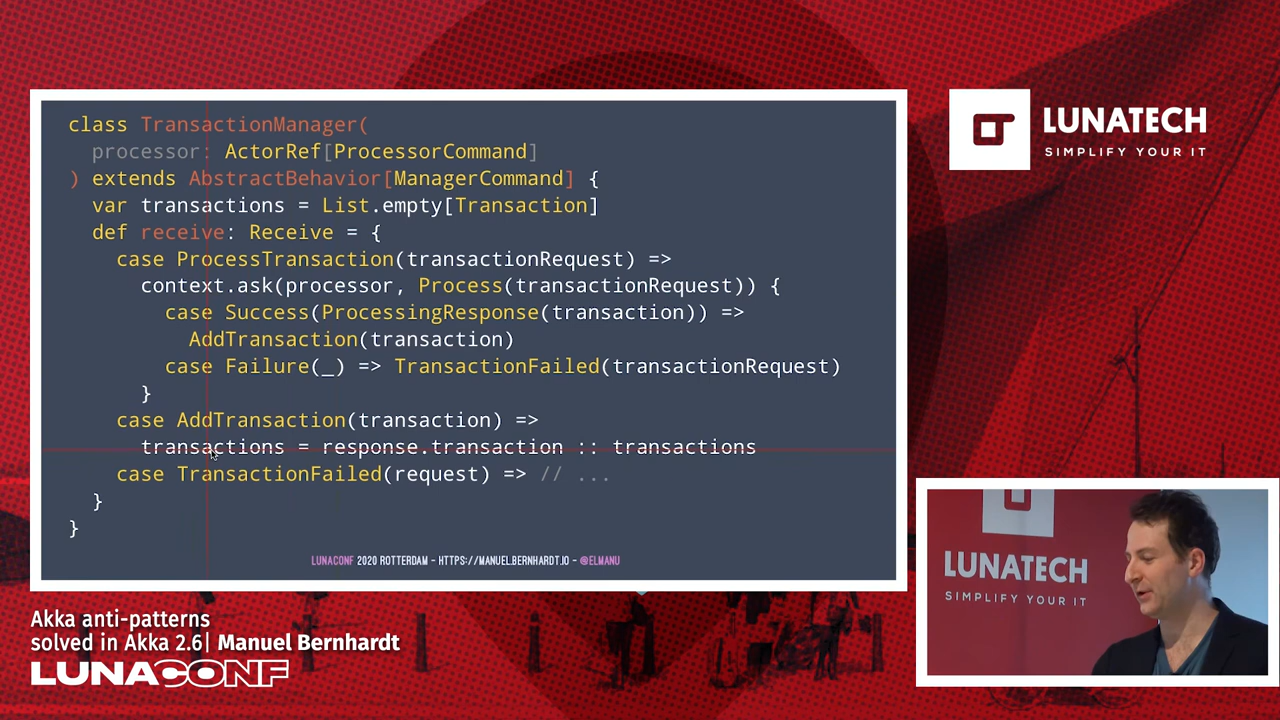 class TransactionManager(
processor: ActorRef[ProcessorCommand]
) extends AbstractBehavior[ManagerCommand] {
var transactions = List.empty[Transaction]
def receive: Receive = {
case ProcessTransaction(transactionRequest) =>
context.ask(processor, Process(transactionRequest)) {
case Success(ProcessingResponse(transaction)) =>
AddTransaction(transaction)
case Failure(_) => TransactionFailed(transactionRequest)
}
case AddTransaction(transaction) =>
transactions = response.transaction :: transactions
case TransactionFailed(request) => // ...
}
}
LUNACONF 2020 ROTTERDAM - HTTPS://MANUEL.BERNHARDT.IO - @ELMANU
LUNATECH
SIMPLIFY YOUR IT
LUNATECH
SIMPLIFY YOUR IT
Akka anti-patterns
solved in Akka 2.6| Manuel Bernhardt
LUNACONF